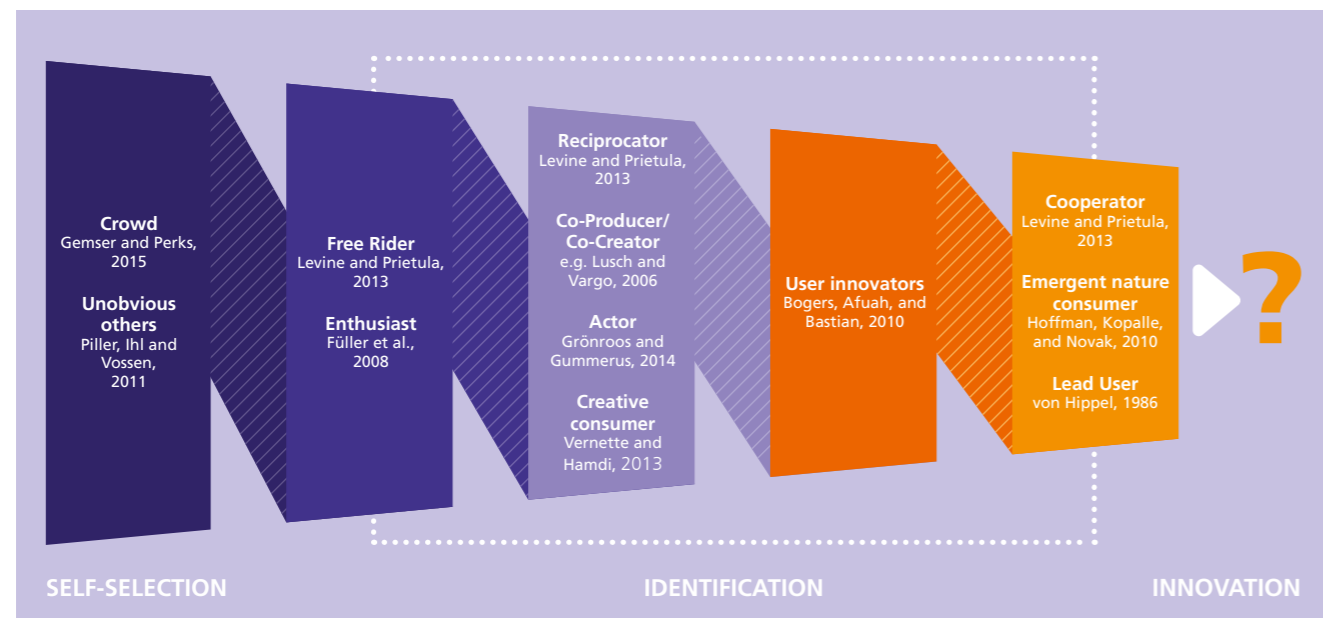 Crowd
Gemser and Perks,
2015
Unobvious
others
Piller, Ihl and
Vossen,
2011
Free Rider
Levine and Prietula,
2013
Enthusiast
Füller et al.,
2008
Reciprocator
Levine and Prietula,
2013
Co-Producer/
Co-Creator
e.g. Lusch and
Vargo, 2006
Actor
Grönroos and
Gummerus, 2014
Creative
consumer
Vernette and
Hamdi, 2013
User innovators
Bogers, Afuah, and
Bastian, 2010
Cooperator
Levine and Prietula,
2013
Emergent nature
consumer
Hoffman, Kopalle,
and Novak, 2010
Lead User
von Hippel, 1986
?
SELF-SELECTION
IDENTIFICATION
INNOVATION